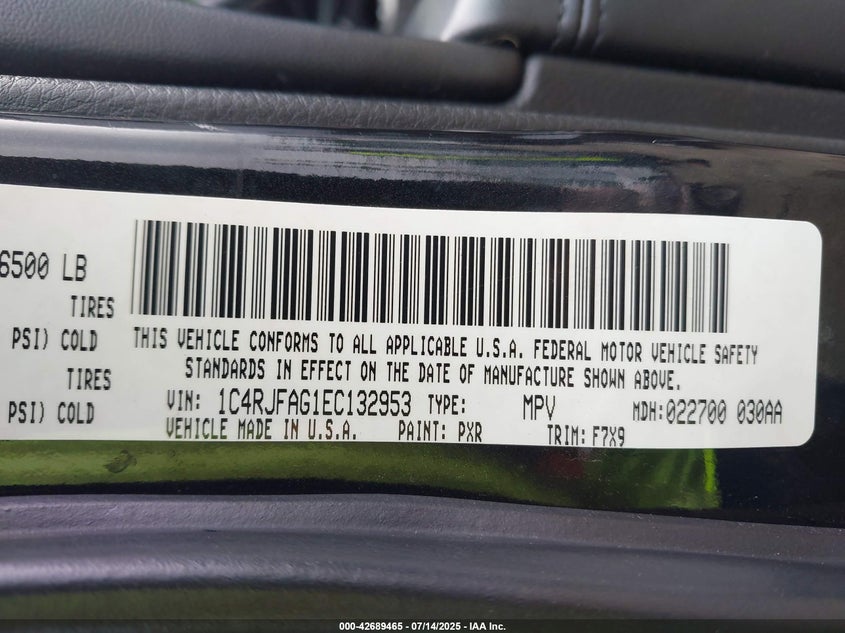 6500 LB
TIRES
PSI) COLD
TIRES
PSI) COLD
THIS VEHICLE CONFORMS TO ALL APPLICABLE U.S.A. FEDERAL MOTOR VEHICLE SAFETY
STANDARDS IN EFFECT ON THE DATE OF MANUFACTURE SHOWN ABOVE.
VIN: 1C4RJFAG1EC132953 TYPE: MPV MDH:022700 030AA
VEHICLE MADE IN U.S.A. PAINT: PXR TRIM: F7X9
000-42689465 - 07/14/2025 - IAA Inc.